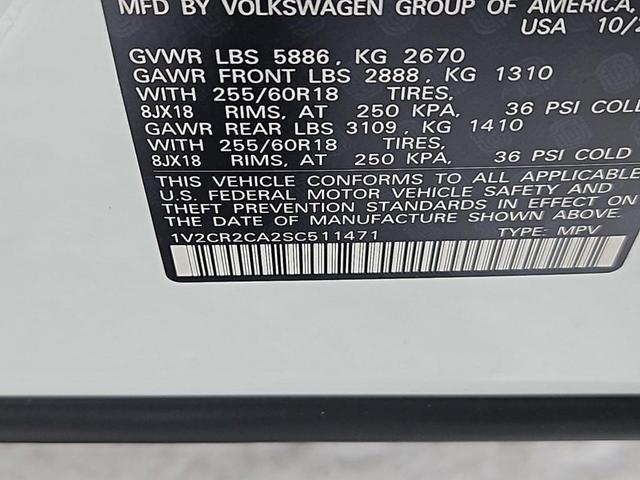 MFD BY VOLKSWAGEN GROUP OF AMERICA,
USA 10/2
GVWR LBS 5886, KG 2670
GAWR FRONT LBS 2888, KG 1310
WITH 255/60R18 TIRES,
8JX18 RIMS, AT 250 KPA, 36 PSI COLD
GAWR REAR LBS 3109, KG 1410
WITH 255/60R18 TIRES,
8JX18 RIMS, AT 250 KPA, 36 PSI COLD
THIS VEHICLE CONFORMS TO ALL APPLICABLE
U.S. FEDERAL MOTOR VEHICLE SAFETY AND
THEFT PREVENTION STANDARDS IN EFFECT ON
THE DATE OF MANUFACTURE SHOWN ABOVE.
1V2CR2CA2SC511471 TYPE: MPV